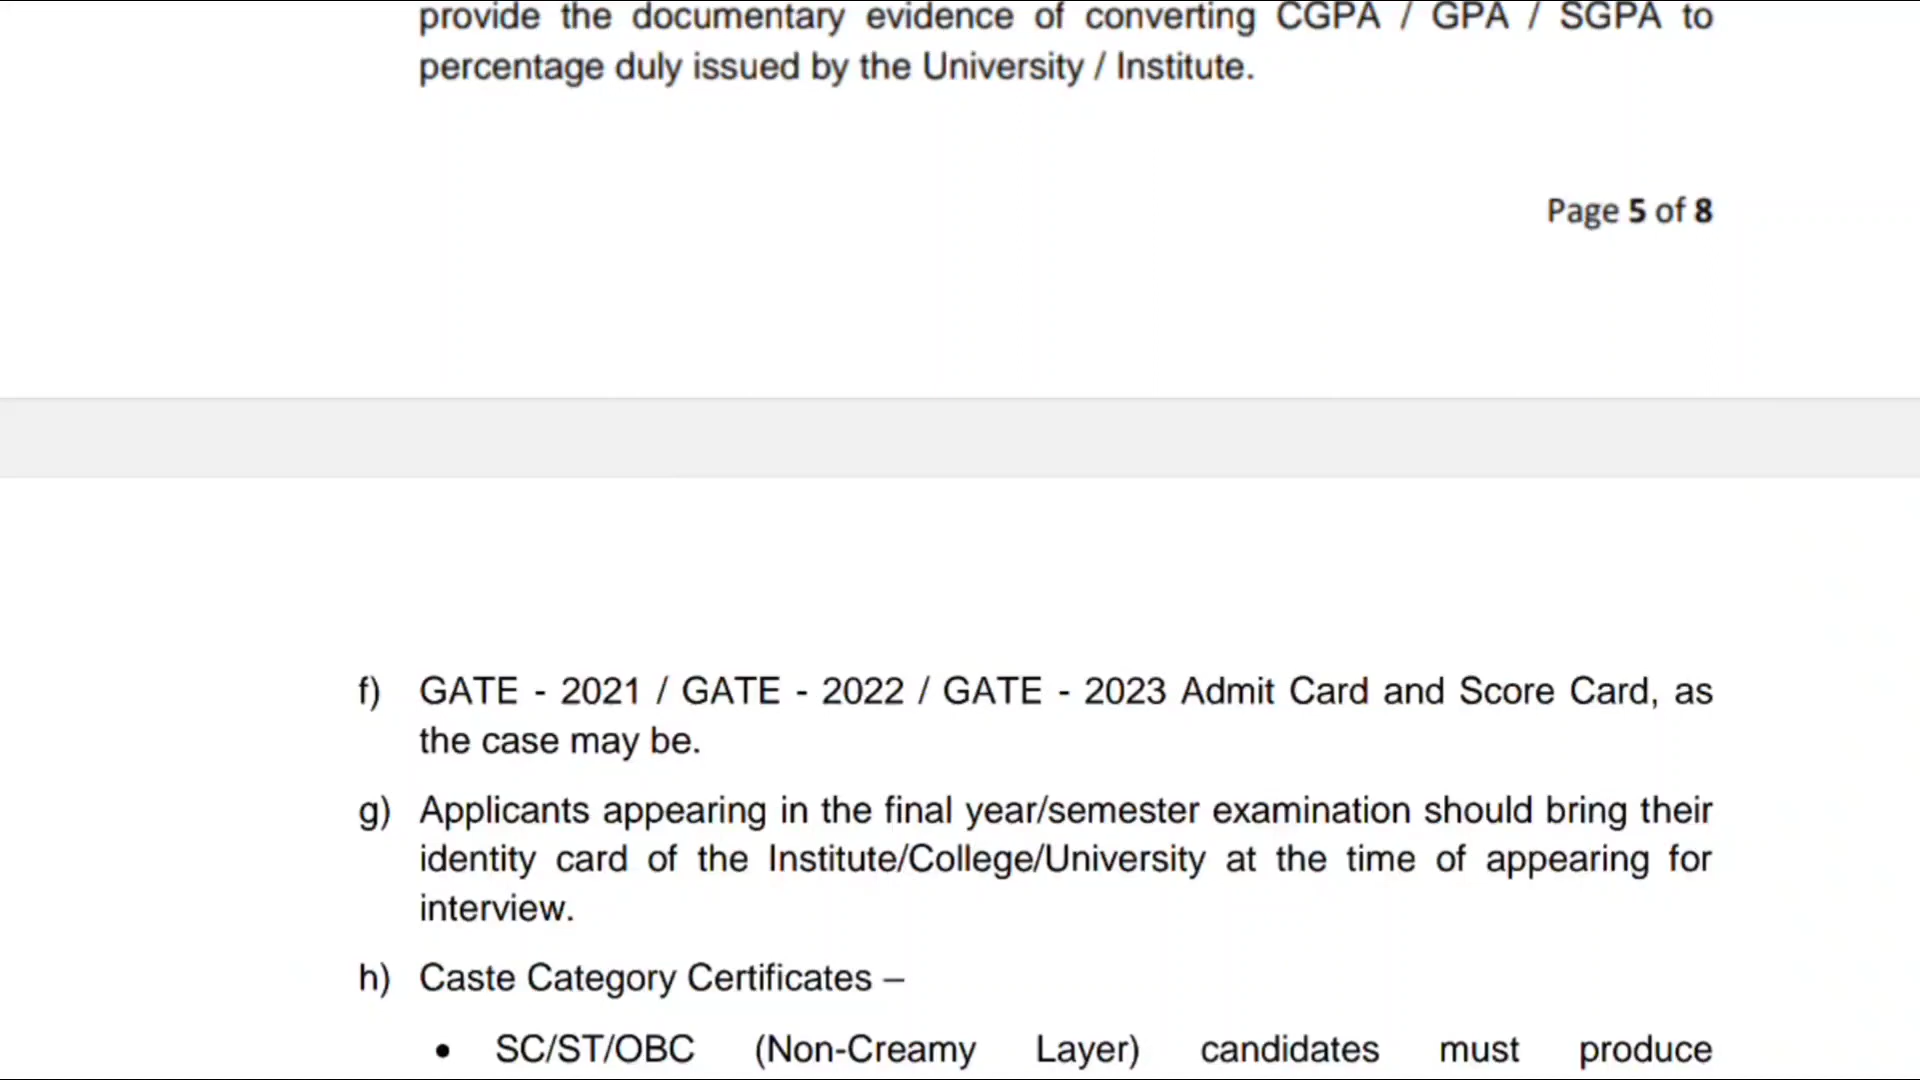 provide the documentary evidence of converting CGPA / GPA / SGPA to
percentage duly issued by the University / Institute.
Page 5 of 8
f) GATE - 2021 / GATE - 2022 / GATE - 2023 Admit Card and Score Card, as
the case may be.
g) Applicants appearing in the final year/semester examination should bring their
identity card of the Institute/College/University at the time of appearing for
interview.
h) Caste Category Certificates –
• SC/ST/OBC (Non-Creamy Layer) candidates must produce